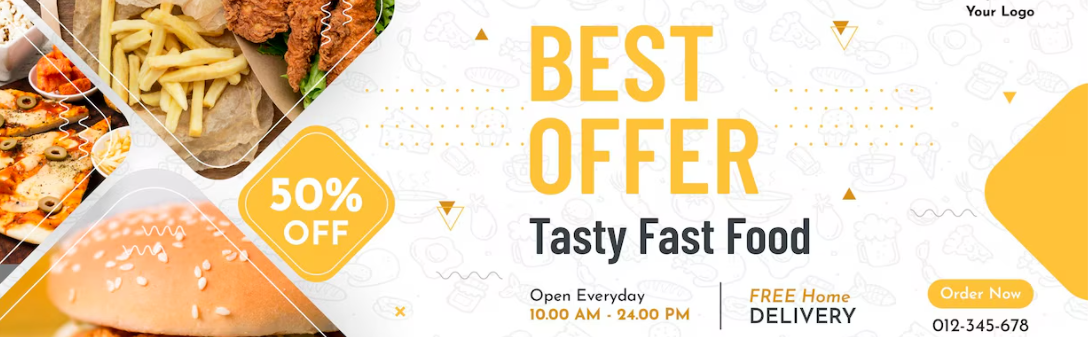 Your Logo
BEST
OFFER
50%
OFF
Tasty Fast Food
Open Everyday
10.00 AM - 24.00 PM
FREE Home
DELIVERY
Order Now
012-345-678